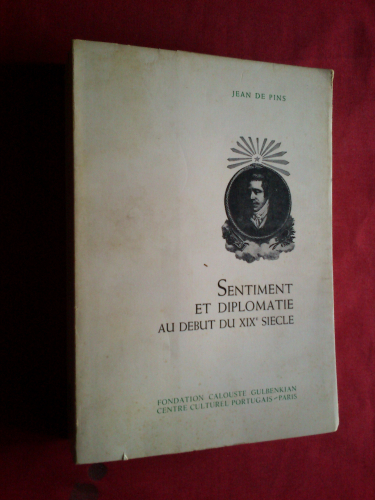 JEAN DE PINS
SENTIMENT
ET DIPLOMATIE
AU DEBUT DU XIXe SIECLE
FONDATION CALOUSTE GULBENKIAN
CENTRE CULTUREL PORTUGAIS - PARIS